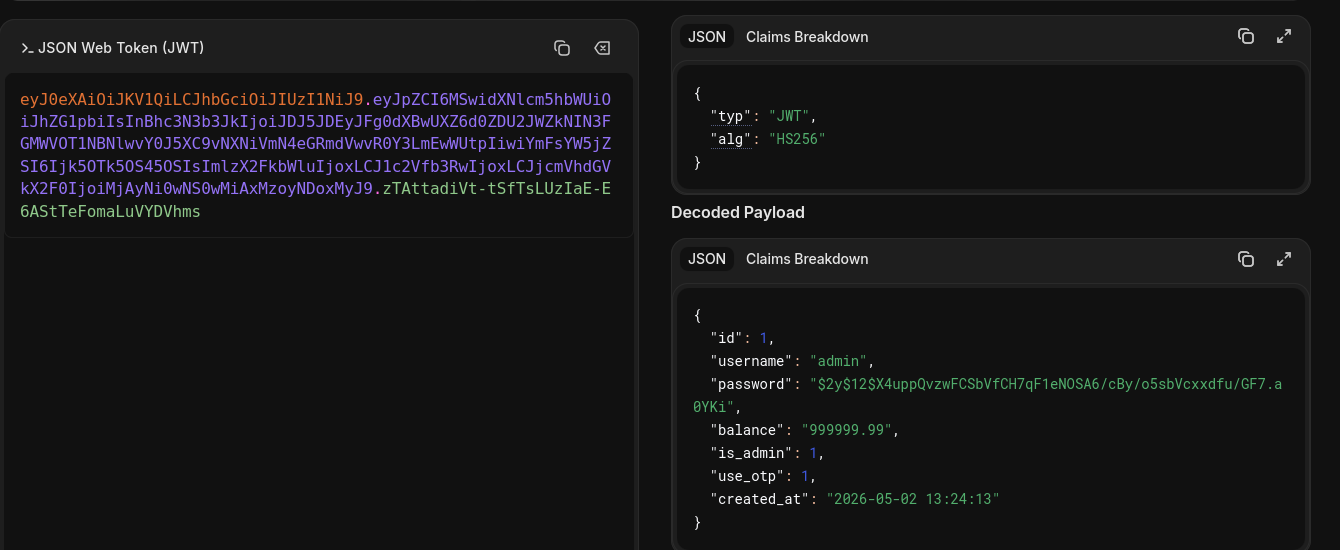 JSON Web Token (JWT)
eyJ0eXAiOiJKV1QiLCJhbGciOiJIUzI1NiJ9.eyJpZCI6MSwidXNlcm5hbWUiO
iJhZG1pbiIsInBhc3N3b3JkIjoiJDJ5JDEyJFg0dXBwUXZ6d0ZDU2JWZkNIN3F
GMWVOT1NBNlwvY0J5XC9vNXNiVmN4eGRmdVwvR0Y3LmEwWUtpIiwiYmFsYW5jZ
SI6Ijk5OTk5OS45OSIsImlzX2FkbWluIjoxLCJ1c2Vfb3RwIjoxLCJjcmVhdGV
kX2F0IjoiMjAyNi0wNS0wMiAxMzoyNDoxMyJ9.zTAttadiVt-tSfTsLUzIaE-E
6AStTeFomaLuVYDVhms
JSON Claims Breakdown
{
"typ": "JWT",
"alg": "HS256"
}
Decoded Payload
JSON Claims Breakdown
{
"id": 1,
"username": "admin",
"password": "$2y$12$X4uppQvzwFCSbVfCH7qF1eNOSA6/cBy/o5sbVcxxdfu/GF7.a
0YKi",
"balance": "999999.99",
"is_admin": 1,
"use_otp": 1,
"created_at": "2026-05-02 13:24:13"
}